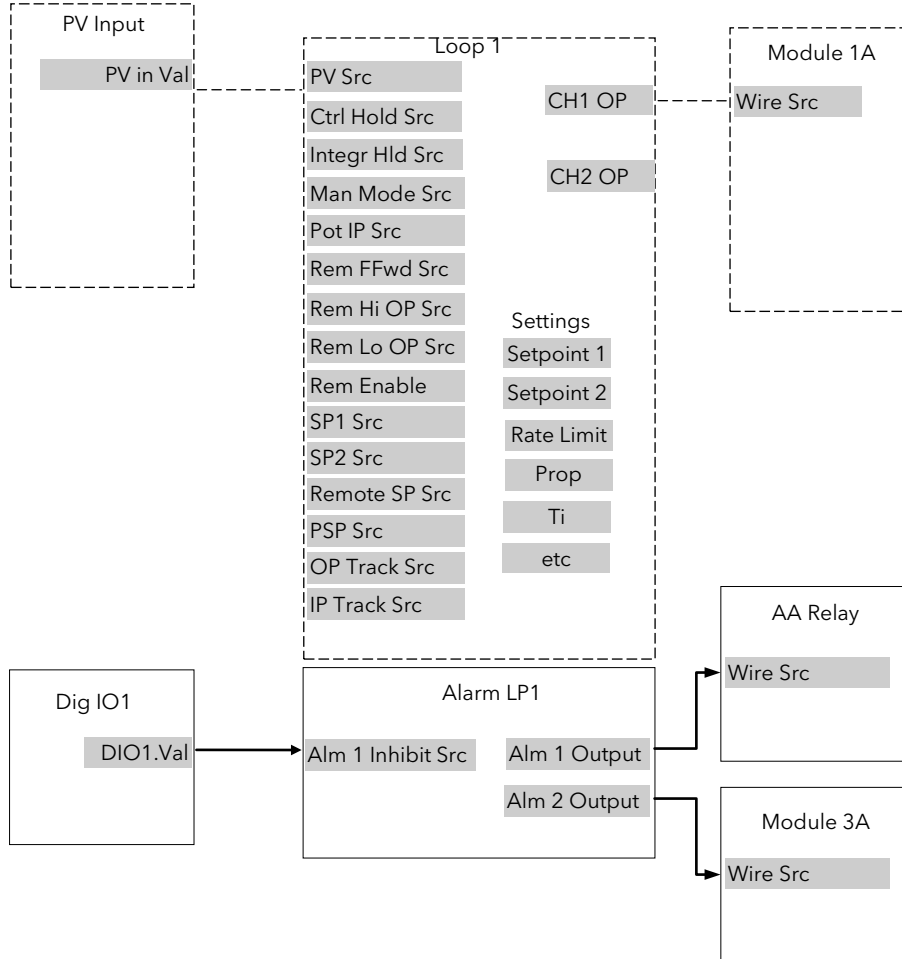 PV Input
PV in Val
Loop 1
PV Src
Ctrl Hold Src
Integr Hld Src
Man Mode Src
Pot IP Src
Rem FFwd Src
Rem Hi OP Src
Rem Lo OP Src
Rem Enable
SP1 Src
SP2 Src
Remote SP Src
PSP Src
OP Track Src
IP Track Src
CH1 OP
CH2 OP
Settings
Setpoint 1
Setpoint 2
Rate Limit
Prop
Ti
etc
Module 1A
Wire Src
Dig IO1
DIO1.Val
Alarm LP1
Alm 1 Inhibit Src
Alm 1 Output
Alm 2 Output
AA Relay
Wire Src
Module 3A
Wire Src